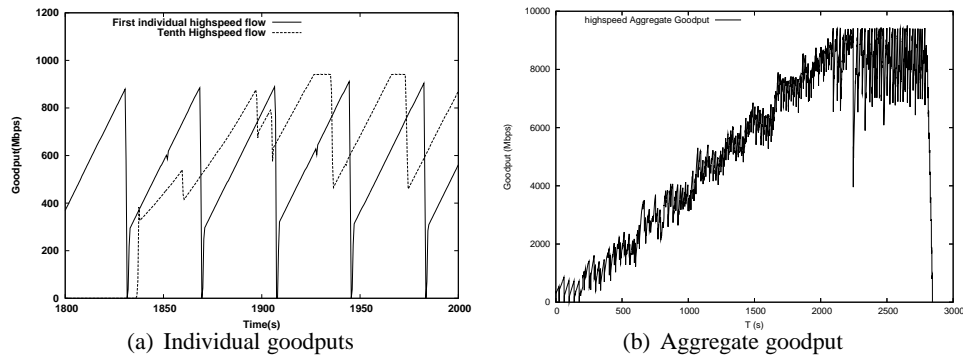 First individual highspeed flow
Tenth Highspeed flow
1200
1000
800
600
400
200
0
Goodput(Mbps)
1800
1850
1900
1950
2000
Time(s)
(a) Individual goodputs
highspeed Aggregate Goodput
10000
8000
6000
4000
2000
0
Goodput (Mbps)
0
500
1000
1500
2000
2500
3000
T (s)
(b) Aggregate goodput